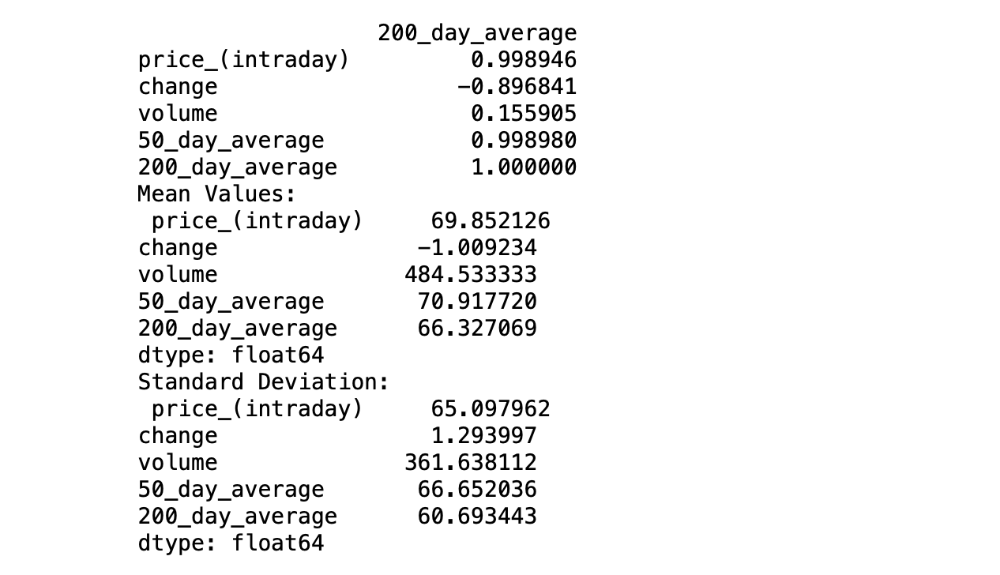 200_day_average
price_(intraday) 0.998946
change -0.896841
volume 0.155905
50_day_average 0.998980
200_day_average 1.000000
Mean Values:
price_(intraday) 69.852126
change -1.009234
volume 484.533333
50_day_average 70.917720
200_day_average 66.327069
dtype: float64
Standard Deviation:
price_(intraday) 65.097962
change 1.293997
volume 361.638112
50_day_average 66.652036
200_day_average 60.693443
dtype: float64